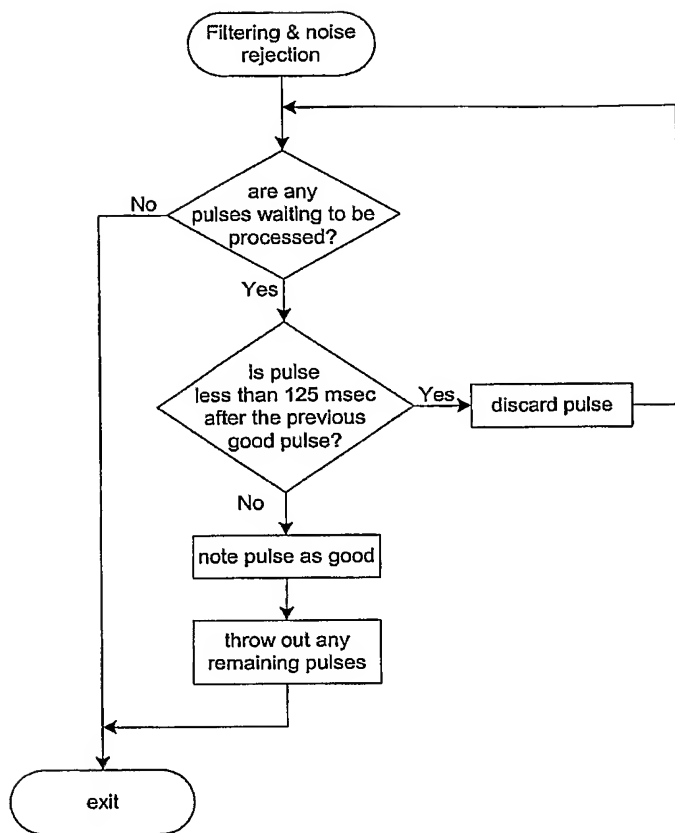 Filtering & noise
rejection
are any
pulses waiting to be
processed?
No
Yes
Is pulse
less than 125 msec
after the previous
good pulse?
Yes
discard pulse
No
note pulse as good
throw out any
remaining pulses
exit